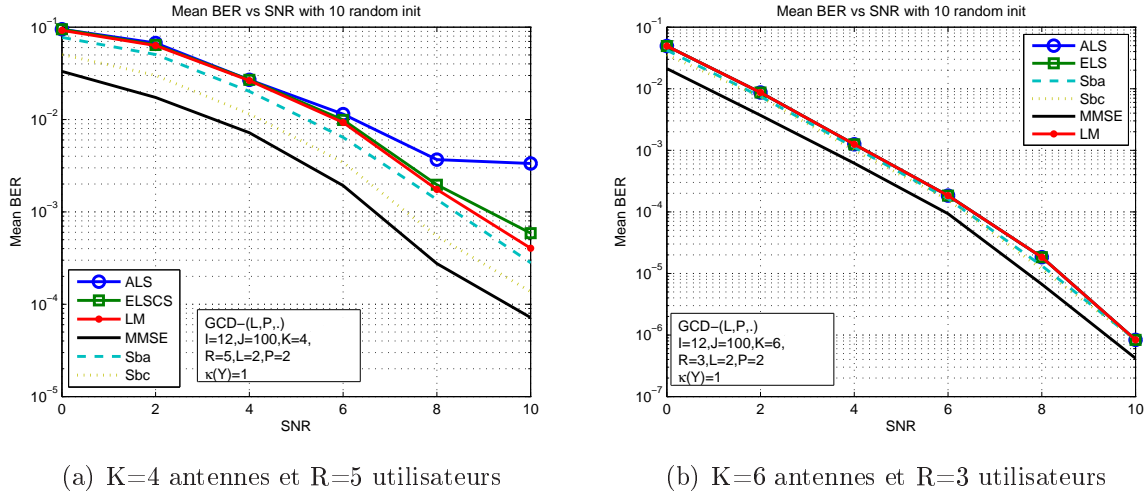 Mean BER vs SNR with 10 random init
10^-1
10^-2
10^-3
10^-4
10^-5
Mean BER
0 2 4 6 8 10
SNR
ALS
ELSCS
LM
MMSE
Sba
Sbc
GCD−(L,P,.)
I=12,J=100,K=4,
R=5,L=2,P=2
κ(Y)=1
(a) K=4 antennes et R=5 utilisateurs
Mean BER vs SNR with 10 random init
10^-1
10^-2
10^-3
10^-4
10^-5
10^-6
10^-7
Mean BER
0 2 4 6 8 10
SNR
ALS
ELS
Sba
Sbc
MMSE
LM
GCD−(L,P,.)
I=12,J=100,K=6,
R=3,L=2,P=2
κ(Y)=1
(b) K=6 antennes et R=3 utilisateurs